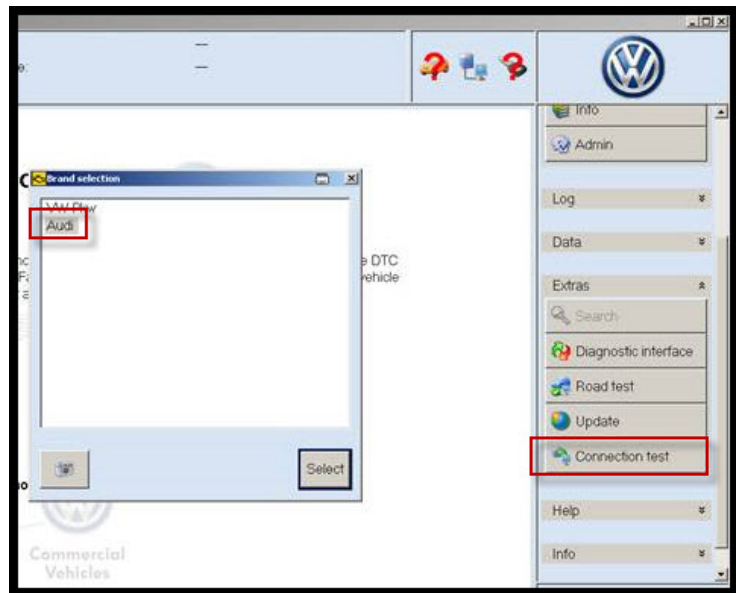 e:
Info
Admin
Brand selection
VW Pkw
Audi
Log
Data
e DTC
vehicle
Extras
Search
Diagnostic interface
Road test
Update
Connection test
Select
Help
Commercial
Vehicles
Info